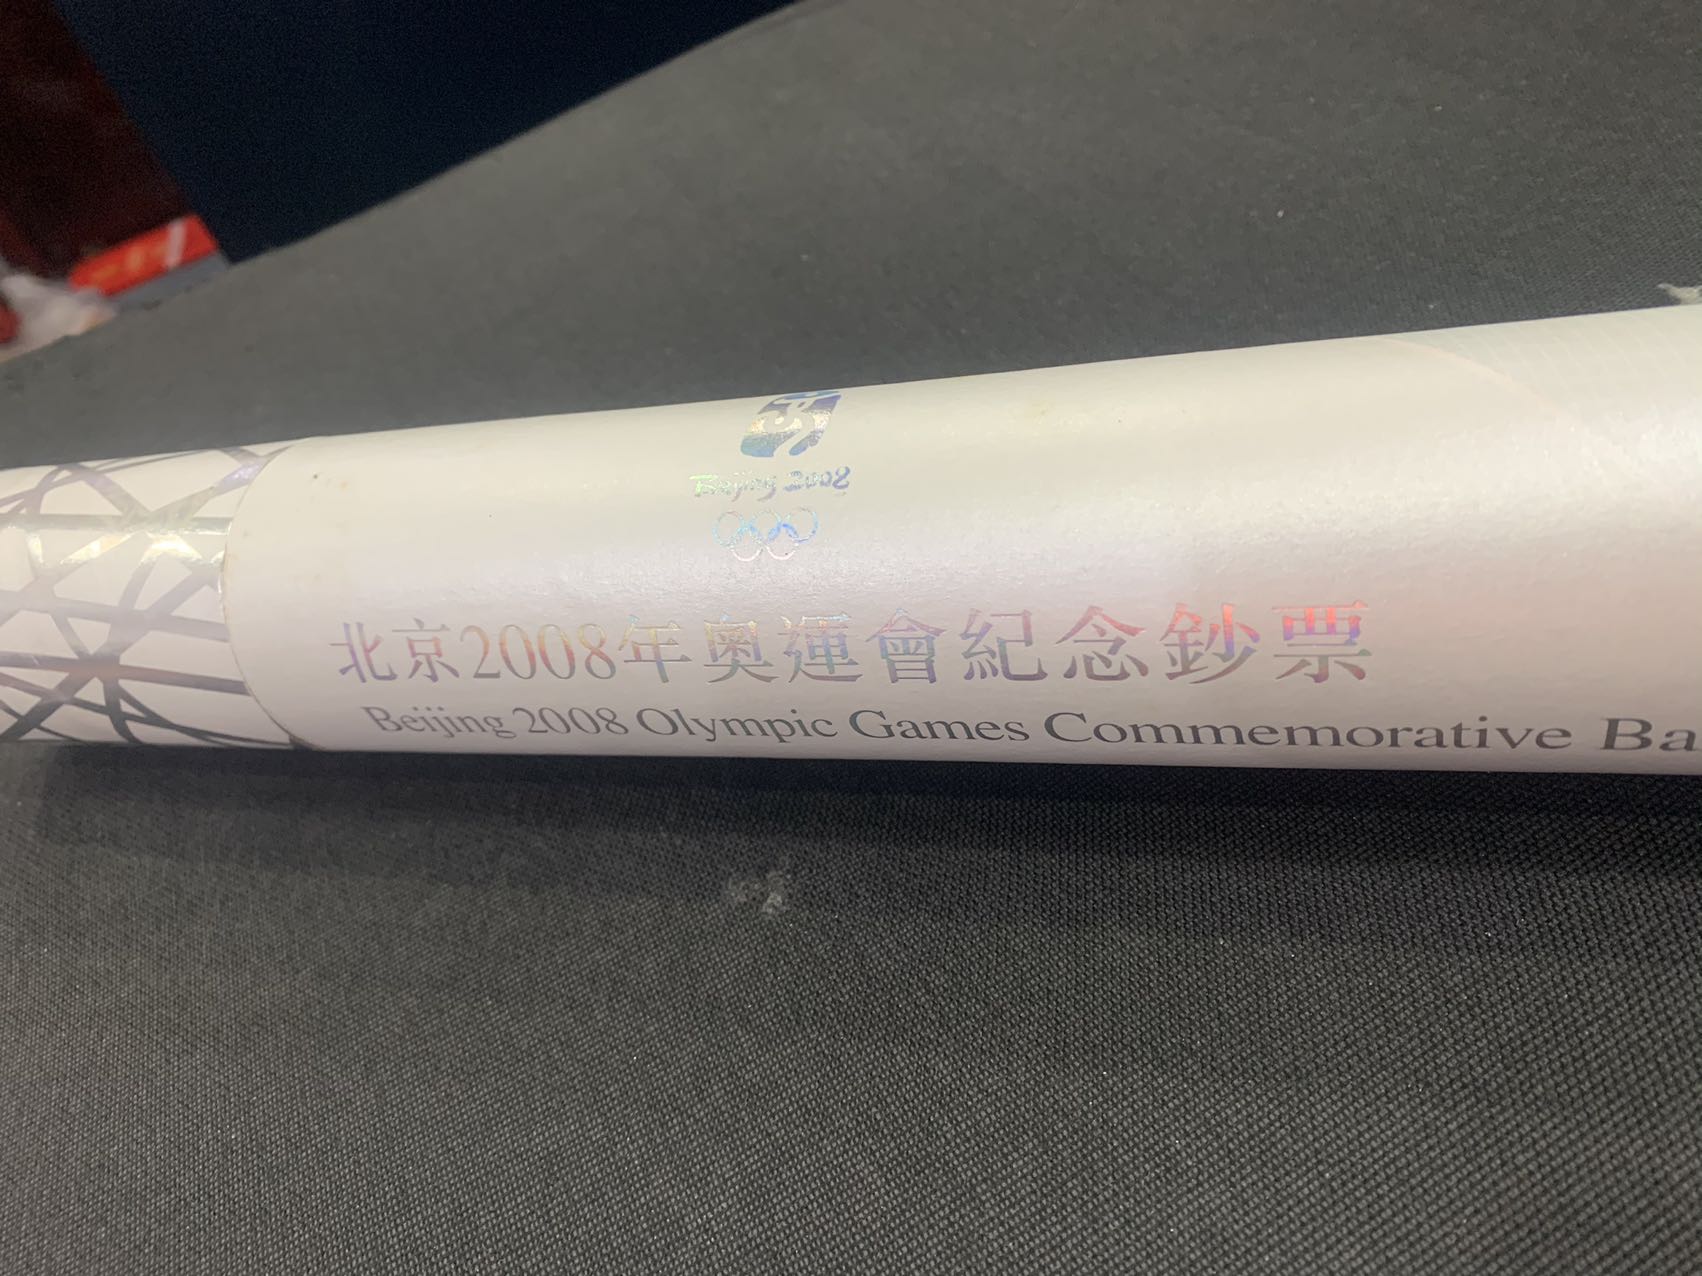 Beijing 2008
北京2008年奧運會紀念鈔票
Beijing 2008 Olympic Games Commemorative Ba